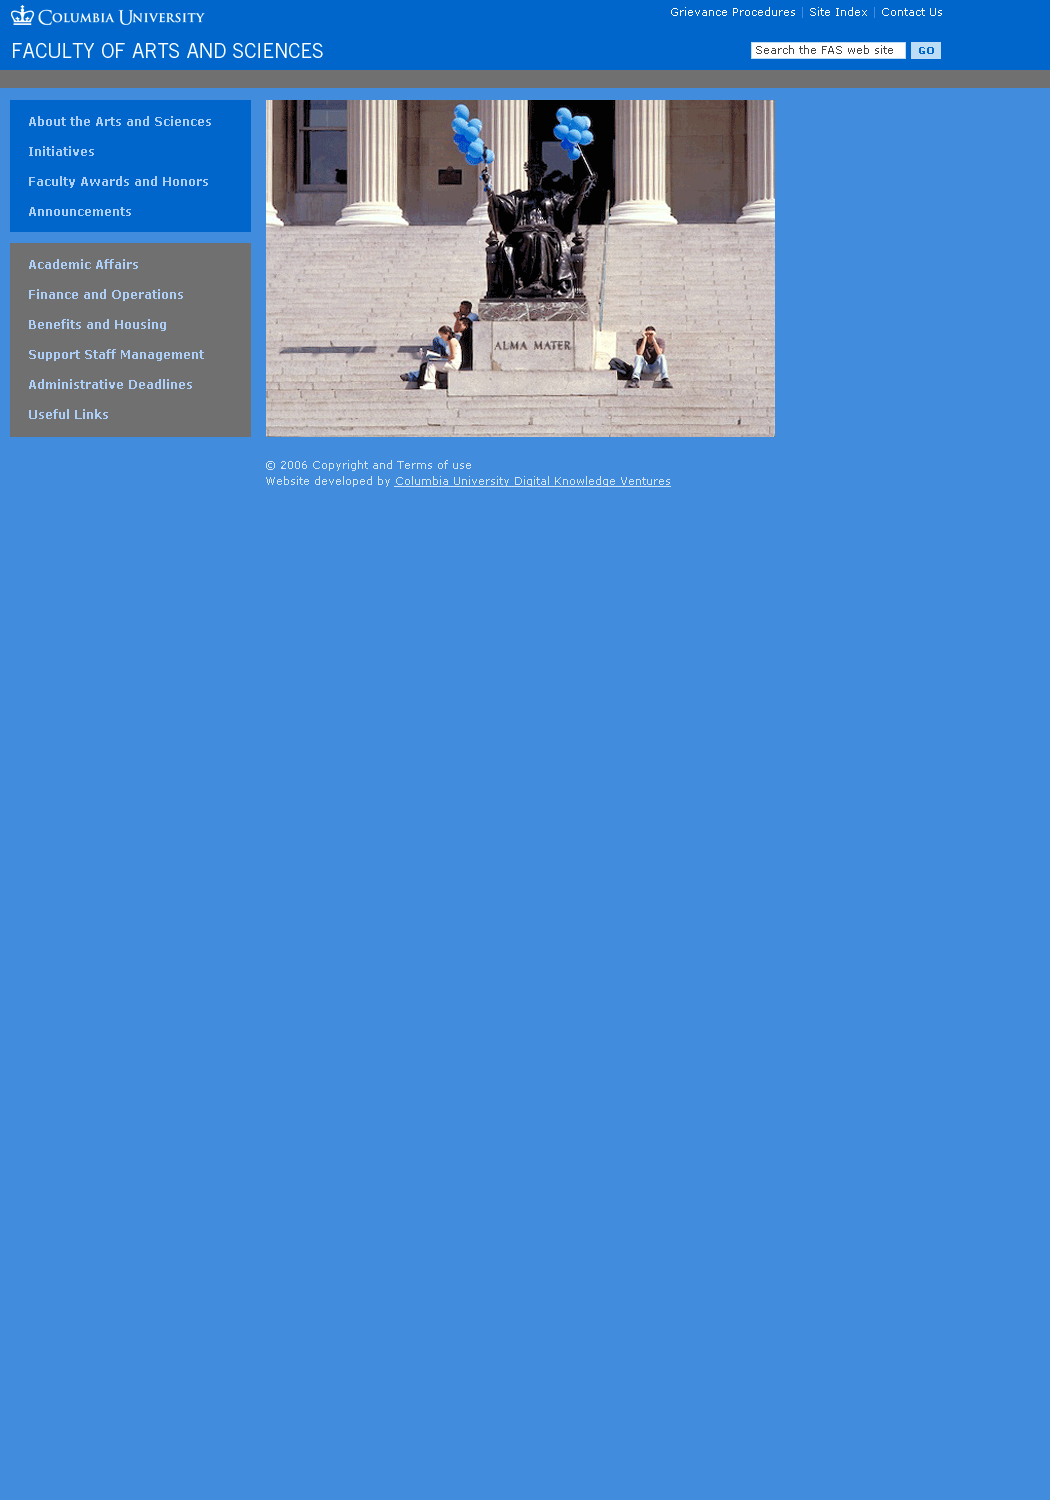 COLUMBIA UNIVERSITY
Grievance Procedures | Site Index | Contact Us
FACULTY OF ARTS AND SCIENCES
Search the FAS web site GO
About the Arts and Sciences
Initiatives
Faculty Awards and Honors
Announcements
Academic Affairs
Finance and Operations
Benefits and Housing
Support Staff Management
Administrative Deadlines
Useful Links
ALMA MATER
© 2006 Copyright and Terms of use
Website developed by Columbia University Digital Knowledge Ventures